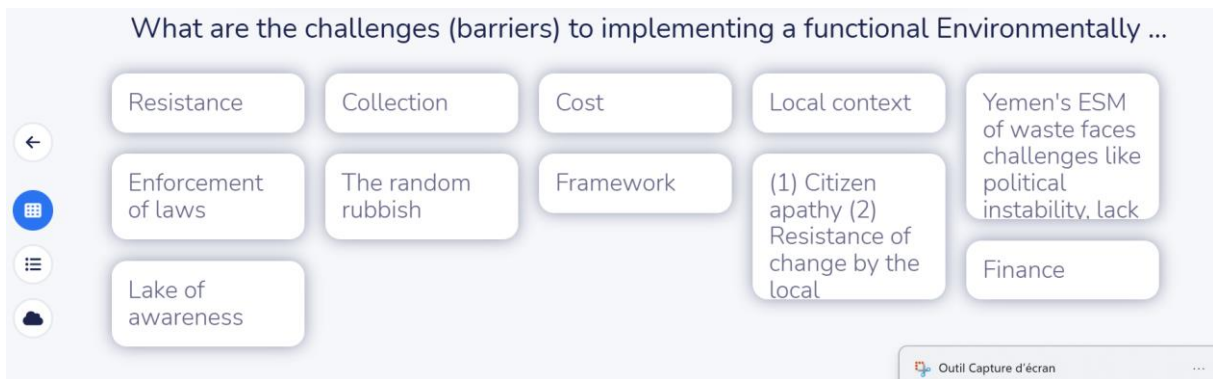 What are the challenges (barriers) to implementing a functional Environmentally ...
Resistance
Enforcement
of laws
Lake of
awareness
Collection
The random
rubbish
Cost
Framework
Local context
(1) Citizen
apathy (2)
Resistance of
change by the
local
Yemen's ESM
of waste faces
challenges like
political
instability, lack
Finance
Outil Capture d'écran
...